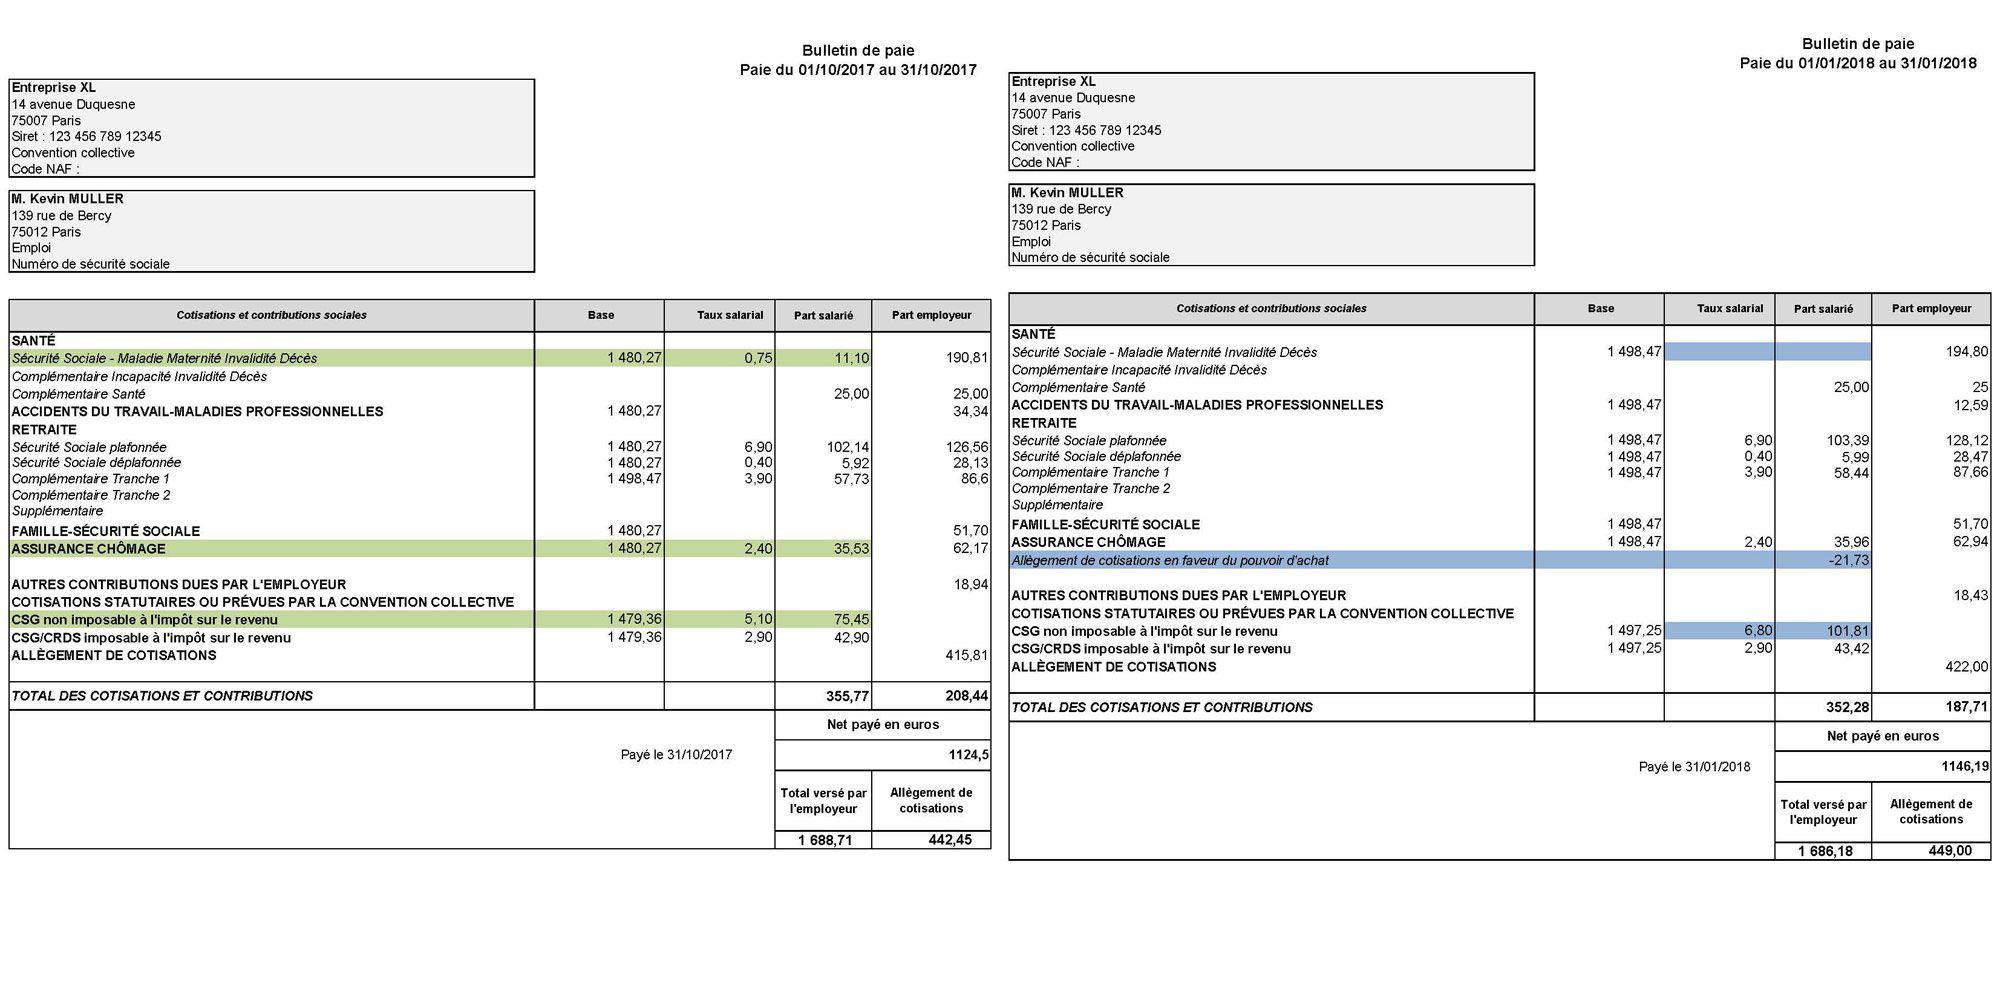 Bulletin de paie
Paie du 01/10/2017 au 31/10/2017
Entreprise XL
14 avenue Duquesne
75007 Paris
Siret : 123 456 789 12345
Convention collective
Code NAF :
M. Kevin MULLER
139 rue de Bercy
75012 Paris
Emploi
Numéro de sécurité sociale
Cotisations et contributions sociales Base Taux salarial Part salarié Part employeur
SANTÉ
Sécurité Sociale - Maladie Maternité Invalidité Décès 1 480,27 0,75 11,10 190,81
Complémentaire Incapacité Invalidité Décès
Complémentaire Santé 25,00 25,00
ACCIDENTS DU TRAVAIL-MALADIES PROFESSIONNELLES 1 480,27 34,34
RETRAITE
Sécurité Sociale plafonnée 1 480,27 6,90 102,14 126,56
Sécurité Sociale déplafonnée 1 480,27 0,40 5,92 28,13
Complémentaire Tranche 1 1 498,47 3,90 57,73 86,6
Complémentaire Tranche 2
Supplémentaire
FAMILLE-SÉCURITÉ SOCIALE 1 480,27 51,70
ASSURANCE CHÔMAGE 1 480,27 2,40 35,53 62,17
AUTRES CONTRIBUTIONS DUES PAR L'EMPLOYEUR 18,94
COTISATIONS STATUTAIRES OU PRÉVUES PAR LA CONVENTION COLLECTIVE
CSG non imposable à l'impôt sur le revenu 1 479,36 5,10 75,45
CSG/CRDS imposable à l'impôt sur le revenu 1 479,36 2,90 42,90
ALLÈGEMENT DE COTISATIONS 415,81
TOTAL DES COTISATIONS ET CONTRIBUTIONS 355,77 208,44
Net payé en euros
Payé le 31/10/2017 1124,5
Total versé par l'employeur Allègement de cotisations
1 688,71 442,45
Bulletin de paie
Paie du 01/01/2018 au 31/01/2018
Entreprise XL
14 avenue Duquesne
75007 Paris
Siret : 123 456 789 12345
Convention collective
Code NAF :
M. Kevin MULLER
139 rue de Bercy
75012 Paris
Emploi
Numéro de sécurité sociale
Cotisations et contributions sociales Base Taux salarial Part salarié Part employeur
SANTÉ
Sécurité Sociale - Maladie Maternité Invalidité Décès 1 498,47 194,80
Complémentaire Incapacité Invalidité Décès
Complémentaire Santé 25,00 25
ACCIDENTS DU TRAVAIL-MALADIES PROFESSIONNELLES 1 498,47 12,59
RETRAITE
Sécurité Sociale plafonnée 1 498,47 6,90 103,39 128,12
Sécurité Sociale déplafonnée 1 498,47 0,40 5,99 28,47
Complémentaire Tranche 1 1 498,47 3,90 58,44 87,66
Complémentaire Tranche 2
Supplémentaire
FAMILLE-SÉCURITÉ SOCIALE 1 498,47 51,70
ASSURANCE CHÔMAGE 1 498,47 2,40 35,96 62,94
Allègement de cotisations en faveur du pouvoir d'achat -21,73
AUTRES CONTRIBUTIONS DUES PAR L'EMPLOYEUR 18,43
COTISATIONS STATUTAIRES OU PRÉVUES PAR LA CONVENTION COLLECTIVE
CSG non imposable à l'impôt sur le revenu 1 497,25 6,80 101,81
CSG/CRDS imposable à l'impôt sur le revenu 1 497,25 2,90 43,42
ALLÈGEMENT DE COTISATIONS 422,00
TOTAL DES COTISATIONS ET CONTRIBUTIONS 352,28 187,71
Net payé en euros
Payé le 31/01/2018 1146,19
Total versé par l'employeur Allègement de cotisations
1 686,18 449,00